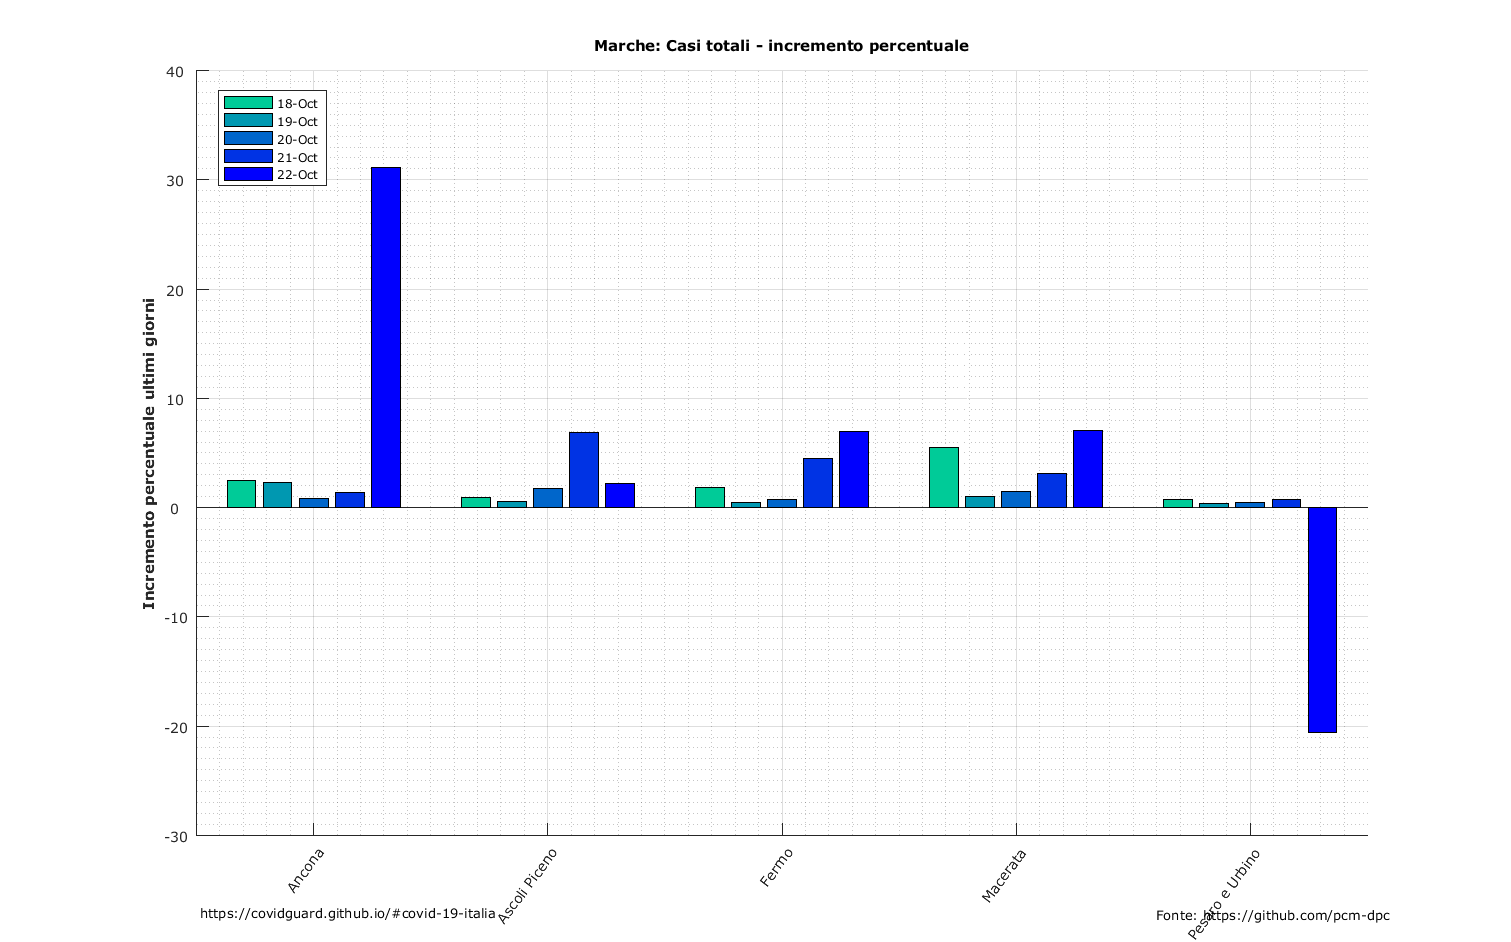 Marche: Casi totali - incremento percentuale
40
30
20
10
0
-10
-20
-30
Incremento percentuale ultimi giorni
18-Oct
19-Oct
20-Oct
21-Oct
22-Oct
Ancona
Ascoli Piceno
Fermo
Macerata
Pesaro e Urbino
https://covidguard.github.io/#covid-19-italia
Fonte: https://github.com/pcm-dpc